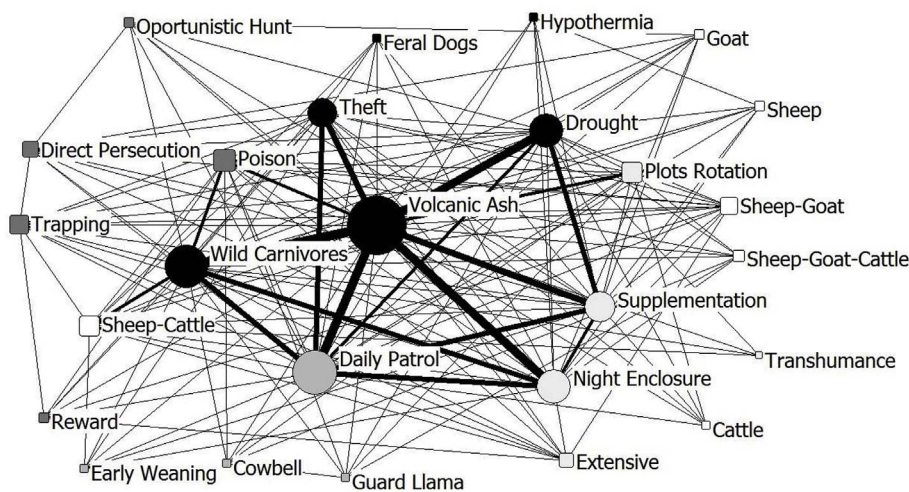 Oportunistic Hunt
Hypothermia
Feral Dogs
Goat
Theft
Drought
Sheep
Direct Persecution
Poison
Plots Rotation
Volcanic Ash
Sheep-Goat
Trapping
Wild Carnivores
Sheep-Goat-Cattle
Supplementation
Sheep-Cattle
Daily Patrol
Transhumance
Night Enclosure
Reward
Cattle
Early Weaning
Cowbell
Extensive
Guard Llama